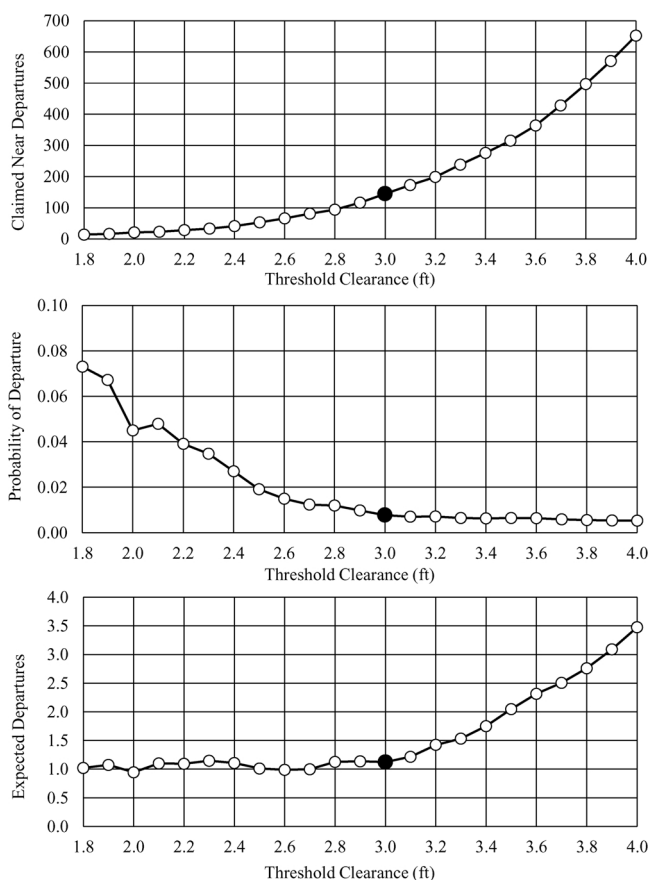 Claimed Near Departures
700
600
500
400
300
200
100
0
1.8 2.0 2.2 2.4 2.6 2.8 3.0 3.2 3.4 3.6 3.8 4.0
Threshold Clearance (ft)
Probability of Departure
0.10
0.08
0.06
0.04
0.02
0.00
1.8 2.0 2.2 2.4 2.6 2.8 3.0 3.2 3.4 3.6 3.8 4.0
Threshold Clearance (ft)
Expected Departures
4.0
3.5
3.0
2.5
2.0
1.5
1.0
0.5
0.0
1.8 2.0 2.2 2.4 2.6 2.8 3.0 3.2 3.4 3.6 3.8 4.0
Threshold Clearance (ft)